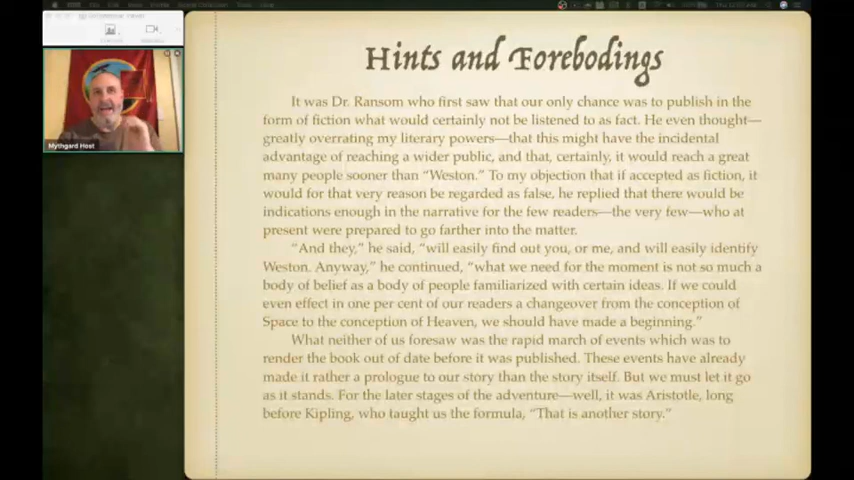 Hints and Forebodings
It was Dr. Ransom who first saw that our only chance was to publish in the
form of fiction what would certainly not be listened to as fact. He even thought—
greatly overrating my literary powers—that this might have the incidental
advantage of reaching a wider public, and that, certainly, it would reach a great
many people sooner than “Weston.” To my objection that if accepted as fiction, it
would for that very reason be regarded as false, he replied that there would be
indications enough in the narrative for the few readers—the very few—who at
present were prepared to go farther into the matter.
“And they,” he said, “will easily find out you, or me, and will easily identify
Weston. Anyway,” he continued, “what we need for the moment is not so much a
body of belief as a body of people familiarized with certain ideas. If we could
even effect in one per cent of our readers a changeover from the conception of
Space to the conception of Heaven, we should have made a beginning.”
What neither of us foresaw was the rapid march of events which was to
render the book out of date before it was published. These events have already
made it rather a prologue to our story than the story itself. But we must let it go
as it stands. For the later stages of the adventure—well, it was Aristotle, long
before Kipling, who taught us the formula, “That is another story.”
Mythgard Host